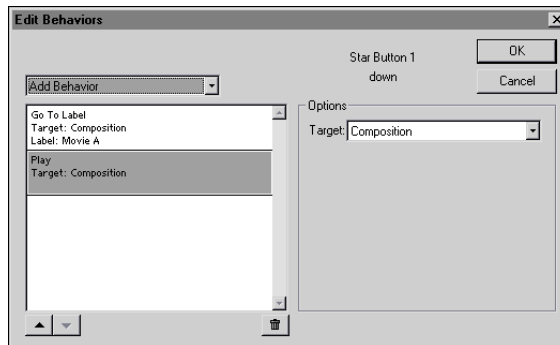 Edit Behaviors
Star Button 1
down
OK
Cancel
Add Behavior
Go To Label
Target: Composition
Label: Movie A
Play
Target: Composition
Options
Target: Composition